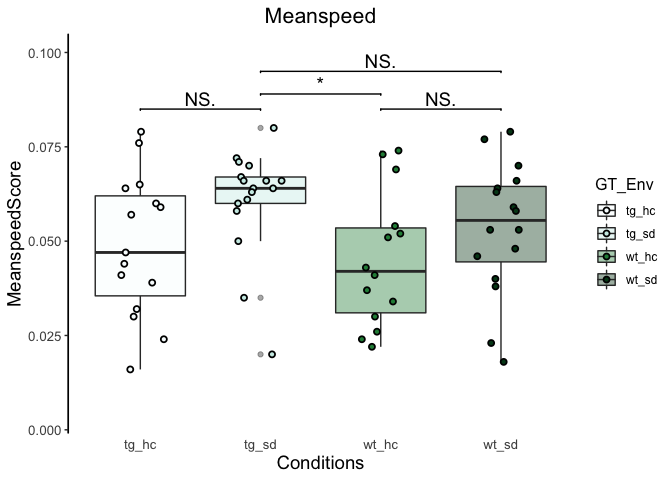 Meanspeed
0.100
0.075
0.050
0.025
0.000
MeanspeedScore
NS.
*
NS.
NS.
tg_hc
tg_sd
wt_hc
wt_sd
Conditions
GT_Env
tg_hc
tg_sd
wt_hc
wt_sd